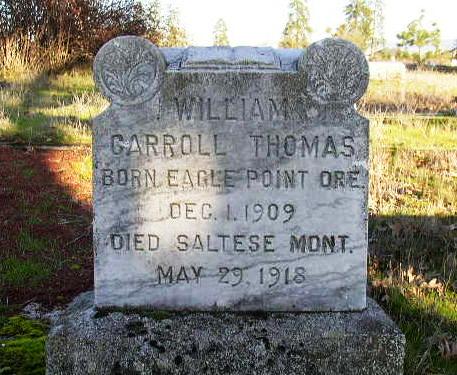 WILLIAM
CARROLL THOMAS
BORN EAGLE POINT ORE.
DEC. 1. 1909
DIED SALTESE MONT.
MAY 29. 1918